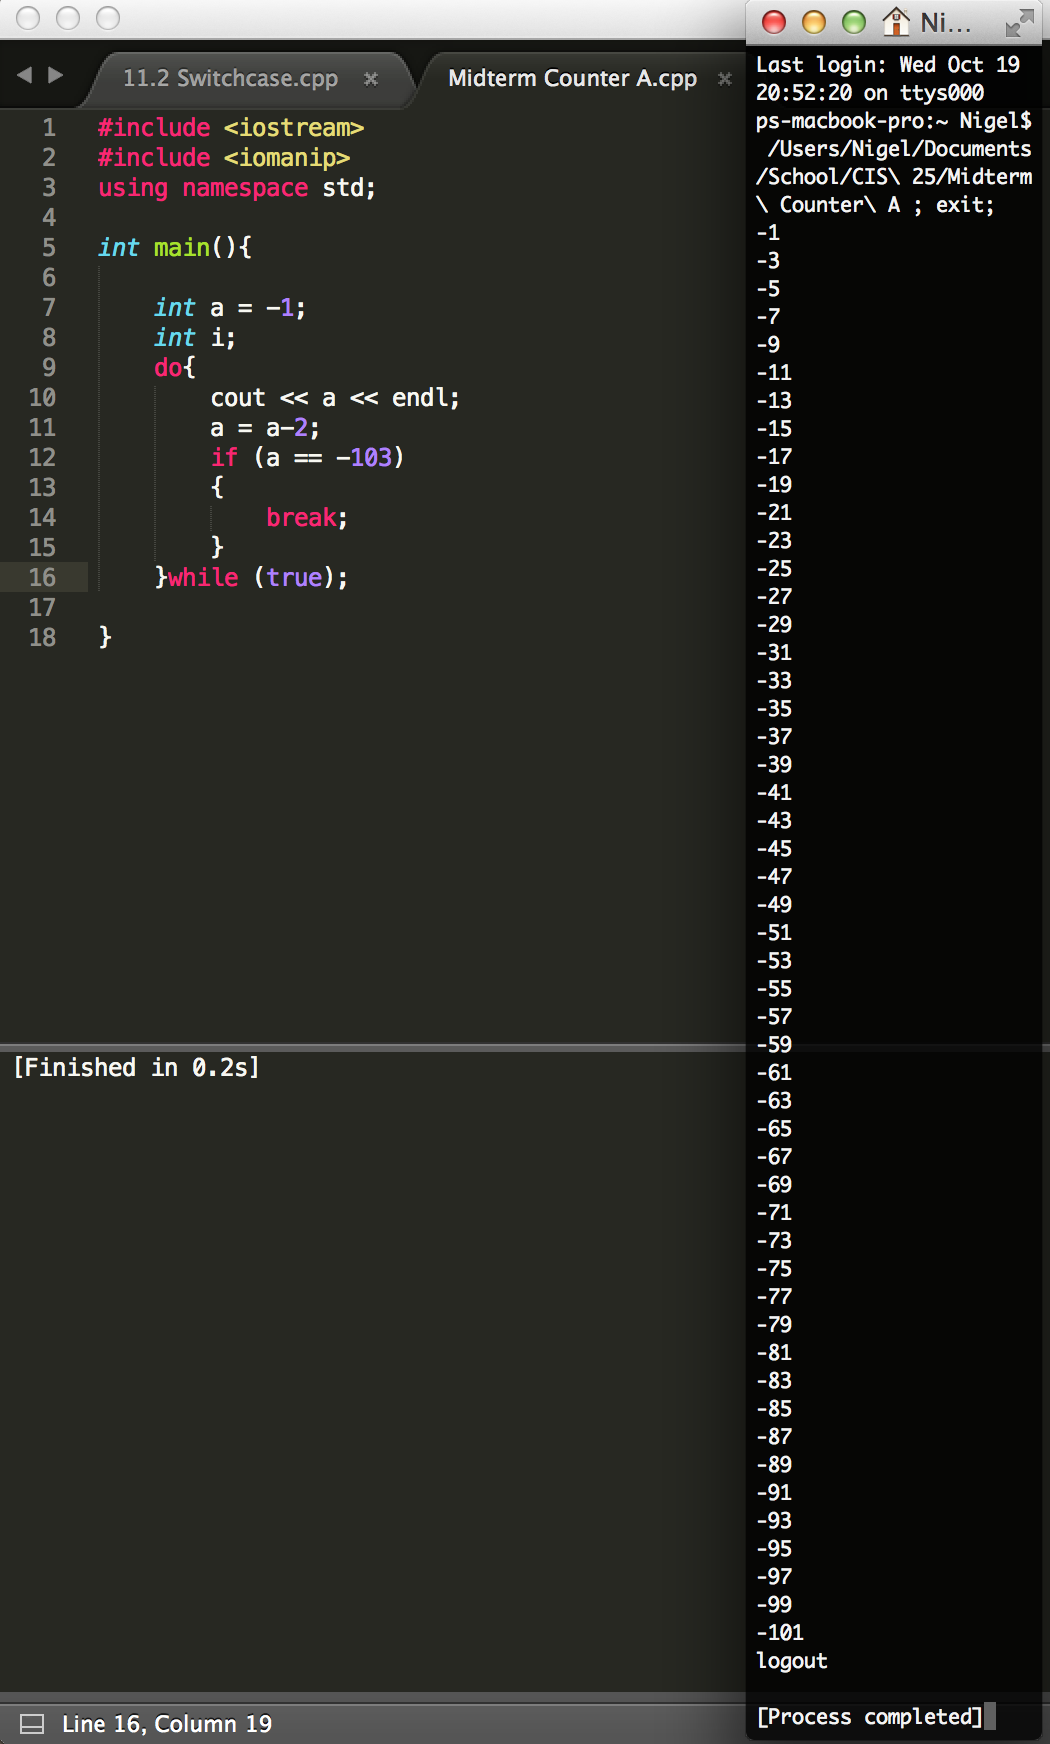 11.2 Switchcase.cpp ×
Midterm Counter A.cpp ×
1 #include <iostream>
2 #include <iomanip>
3 using namespace std;
4
5 int main(){
6
7     int a = -1;
8     int i;
9     do{
10         cout << a << endl;
11         a = a-2;
12         if (a == -103)
13         {
14             break;
15         }
16     }while (true);
17
18 }
[Finished in 0.2s]
Line 16, Column 19
Ni...
Last login: Wed Oct 19
20:52:20 on ttys000
ps-macbook-pro:~ Nigel$
/Users/Nigel/Documents
/School/CIS\ 25/Midterm
\ Counter\ A ; exit;
-1
-3
-5
-7
-9
-11
-13
-15
-17
-19
-21
-23
-25
-27
-29
-31
-33
-35
-37
-39
-41
-43
-45
-47
-49
-51
-53
-55
-57
-59
-61
-63
-65
-67
-69
-71
-73
-75
-77
-79
-81
-83
-85
-87
-89
-91
-93
-95
-97
-99
-101
logout
[Process completed]